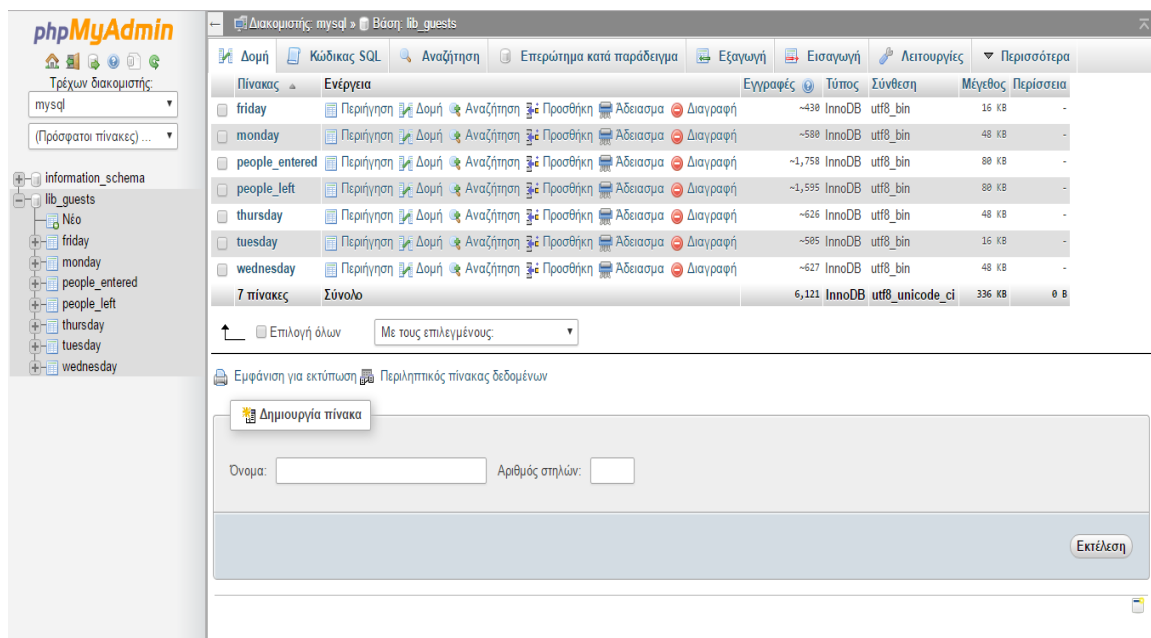 phpMyAdmin
Τρέχων διακομιστής:
mysql
(Πρόσφατοι πίνακες) ...
information_schema
lib_guests
Νέο
friday
monday
people_entered
people_left
thursday
tuesday
wednesday
← Διακομιστής: mysql » Βάση: lib_guests
Δομή Κώδικας SQL Αναζήτηση Επερώτημα κατά παράδειγμα Εξαγωγή Εισαγωγή Λειτουργίες Περισσότερα
Πίνακας Ενέργεια Εγγραφές Τύπος Σύνθεση Μέγεθος Περίσσεια
friday Περιήγηση Δομή Αναζήτηση Προσθήκη Άδειασμα Διαγραφή ~430 InnoDB utf8_bin 16 KB -
monday Περιήγηση Δομή Αναζήτηση Προσθήκη Άδειασμα Διαγραφή ~580 InnoDB utf8_bin 48 KB -
people_entered Περιήγηση Δομή Αναζήτηση Προσθήκη Άδειασμα Διαγραφή ~1,758 InnoDB utf8_bin 80 KB -
people_left Περιήγηση Δομή Αναζήτηση Προσθήκη Άδειασμα Διαγραφή ~1,595 InnoDB utf8_bin 80 KB -
thursday Περιήγηση Δομή Αναζήτηση Προσθήκη Άδειασμα Διαγραφή ~626 InnoDB utf8_bin 48 KB -
tuesday Περιήγηση Δομή Αναζήτηση Προσθήκη Άδειασμα Διαγραφή ~505 InnoDB utf8_bin 16 KB -
wednesday Περιήγηση Δομή Αναζήτηση Προσθήκη Άδειασμα Διαγραφή ~627 InnoDB utf8_bin 48 KB -
7 πίνακες Σύνολο 6,121 InnoDB utf8_unicode_ci 336 KB 0 B
Επιλογή όλων Με τους επιλεγμένους:
Εμφάνιση για εκτύπωση Περιληπτικός πίνακας δεδομένων
Δημιουργία πίνακα
Όνομα: Αριθμός στηλών:
Εκτέλεση